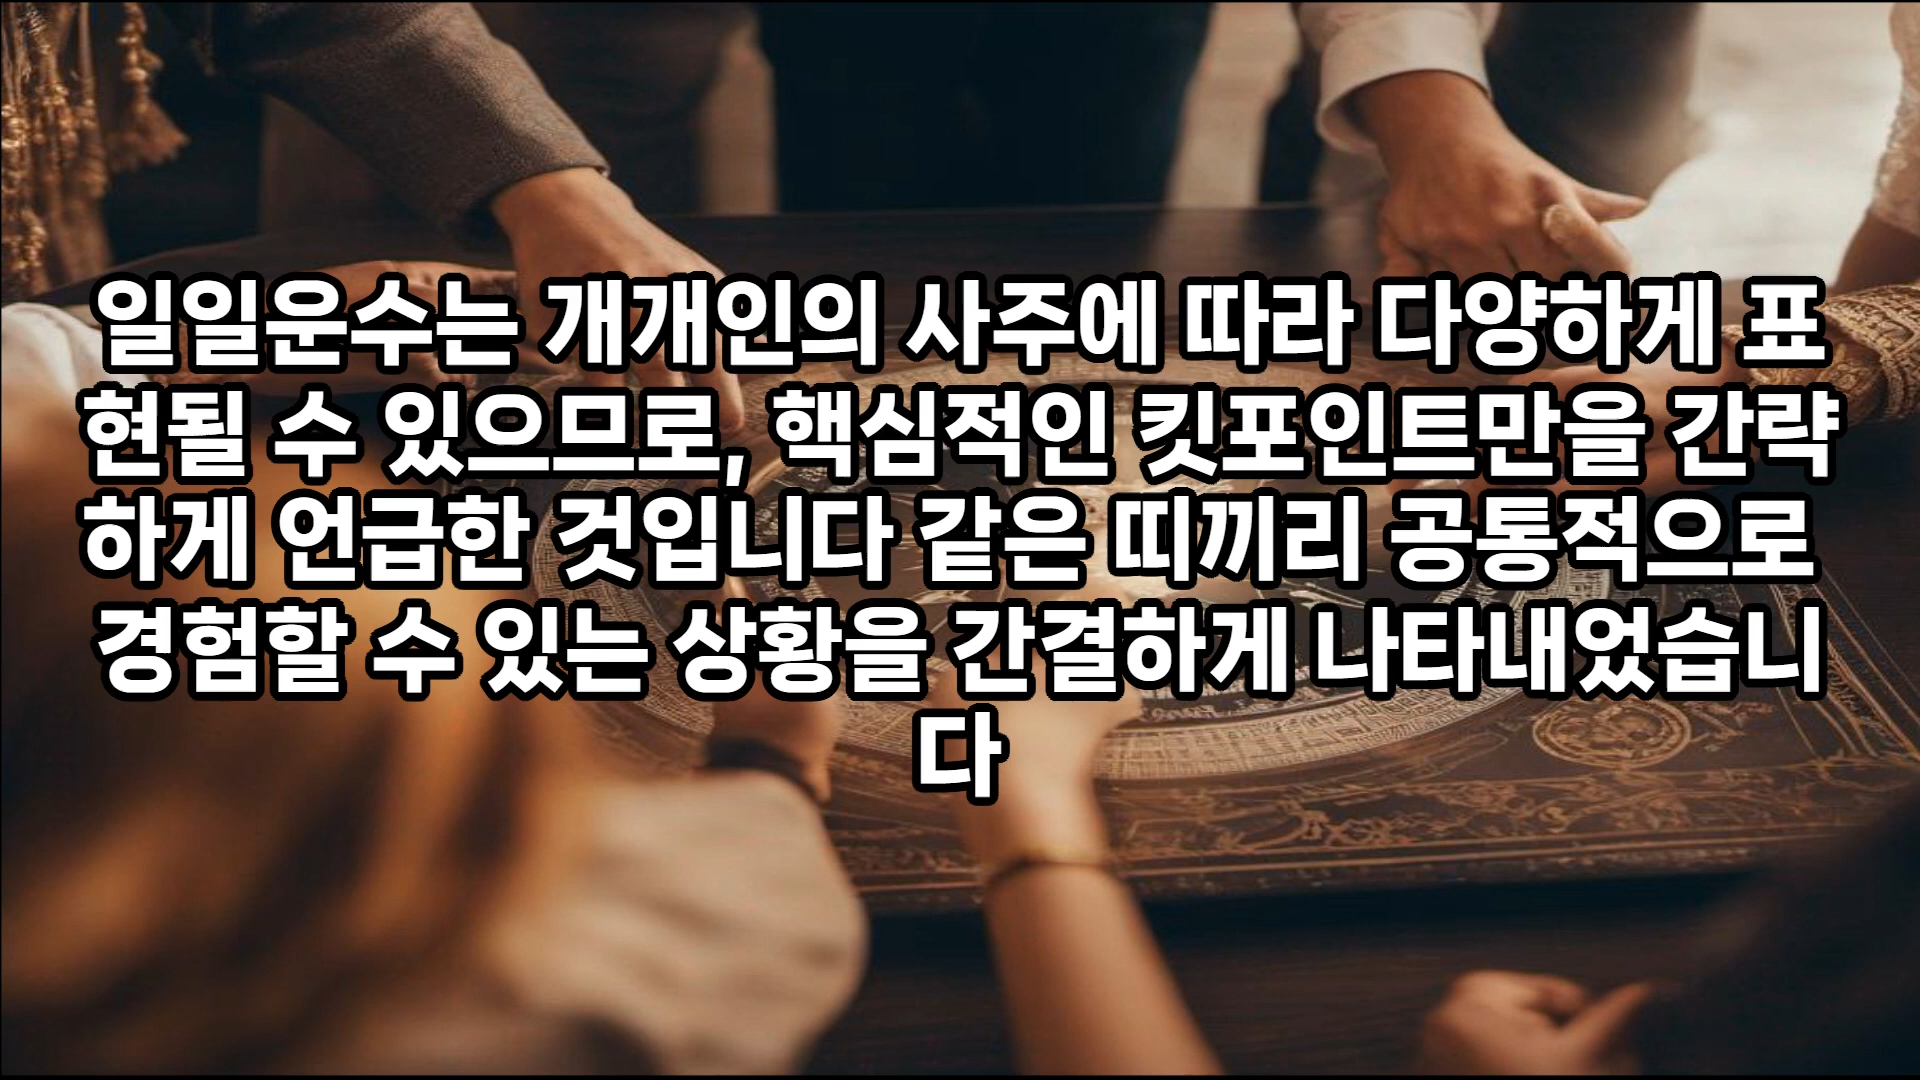 일일운수는 개개인의 사주에 따라 다양하게 표
현될 수 있으므로, 핵심적인 킷포인트만을 간략
하게 언급한 것입니다 같은 띠끼리 공통적으로
경험할 수 있는 상황을 간결하게 나타내었습니
다